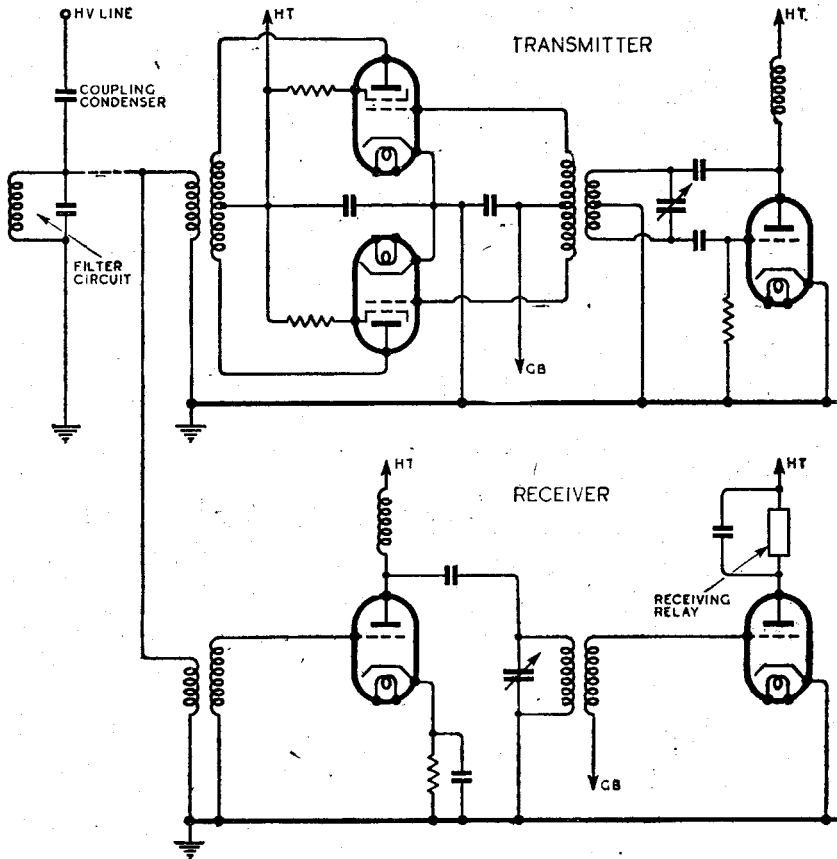 HV LINE
HT
HT.
TRANSMITTER
COUPLING
CONDENSER
FILTER
CIRCUIT
GB
HT
RECEIVER
HT
RECEIVING
RELAY
GB